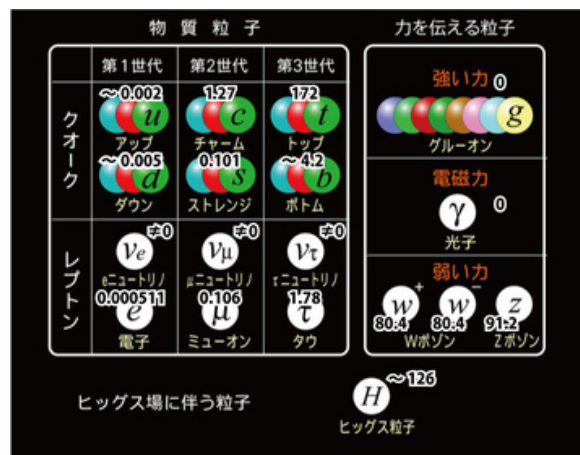 物質粒子
力を伝える粒子
第1世代 第2世代 第3世代
クオーク
～0.002 1.27 172
u c t
アップ チャーム トップ
～0.005 0.101 ～4.2
d s b
ダウン ストレンジ ボトム
レプトン
≠0 ≠0 ≠0
νe νμ ντ
eニュートリノ μニュートリノ τニュートリノ
0.000511 0.106 1.78
e μ τ
電子 ミューオン タウ
強い力 0
g
グルーオン
電磁力
γ 0
光子
弱い力
W+ W− Z
80.4 80.4 91.2
Wボゾン Zボゾン
ヒッグス場に伴う粒子
H ～126
ヒッグス粒子